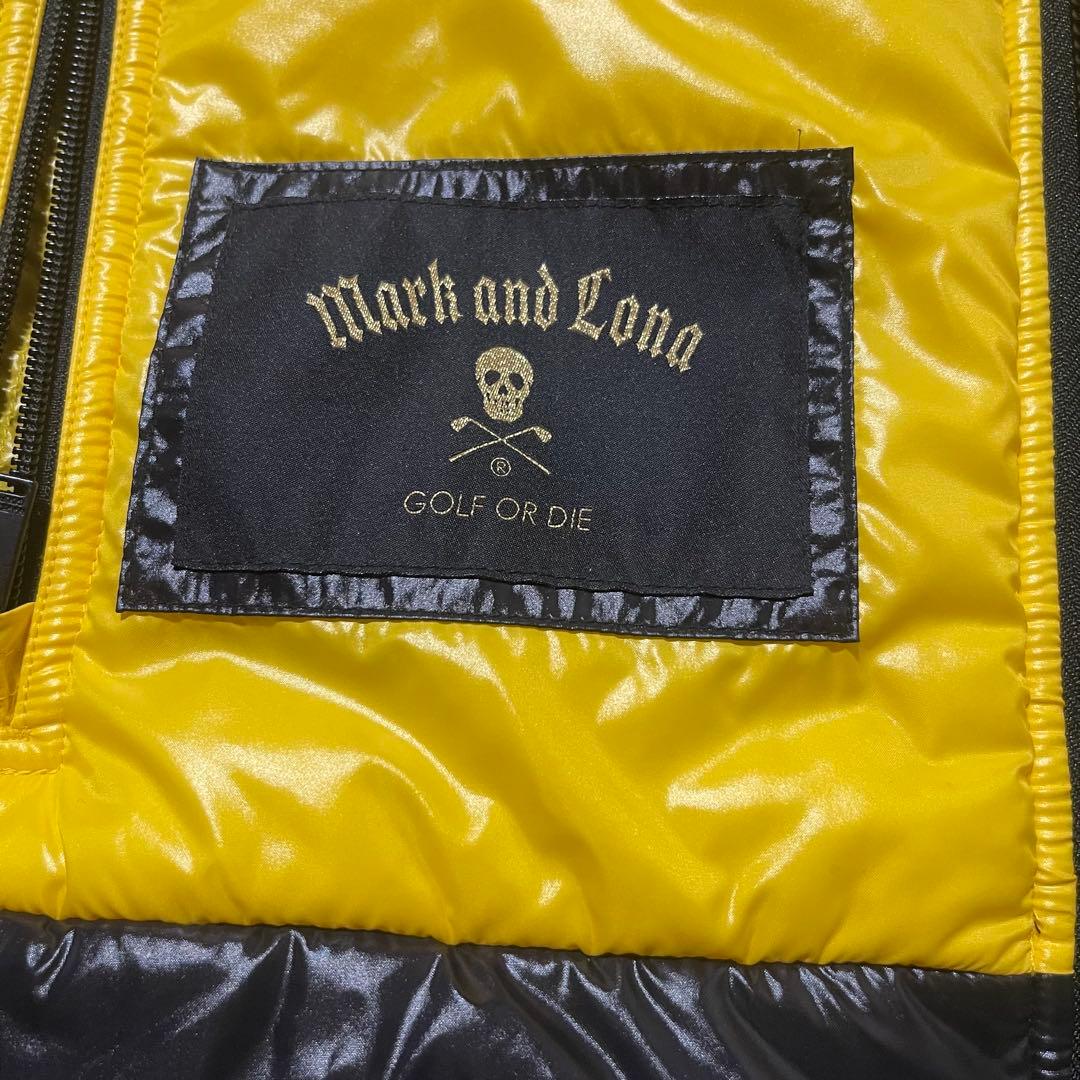 Mark and Lona
®
GOLF OR DIE